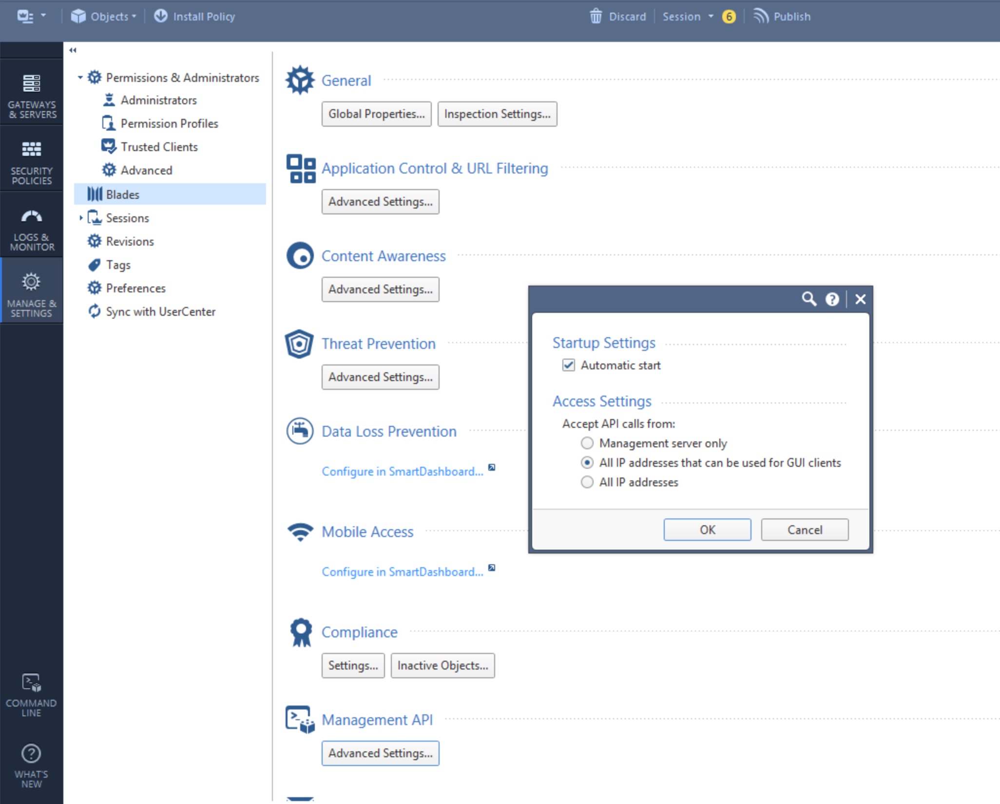 Objects
Install Policy
Discard
Session
6
Publish
GATEWAYS
& SERVERS
SECURITY
POLICIES
LOGS &
MONITOR
MANAGE &
SETTINGS
COMMAND
LINE
WHAT'S
NEW
Permissions & Administrators
Administrators
Permission Profiles
Trusted Clients
Advanced
Blades
Sessions
Revisions
Tags
Preferences
Sync with UserCenter
General
Global Properties... Inspection Settings...
Application Control & URL Filtering
Advanced Settings...
Content Awareness
Advanced Settings...
Threat Prevention
Advanced Settings...
Data Loss Prevention
Configure in SmartDashboard...
Mobile Access
Configure in SmartDashboard...
Compliance
Settings... Inactive Objects...
Management API
Advanced Settings...
Startup Settings
Automatic start
Access Settings
Accept API calls from:
Management server only
All IP addresses that can be used for GUI clients
All IP addresses
OK Cancel